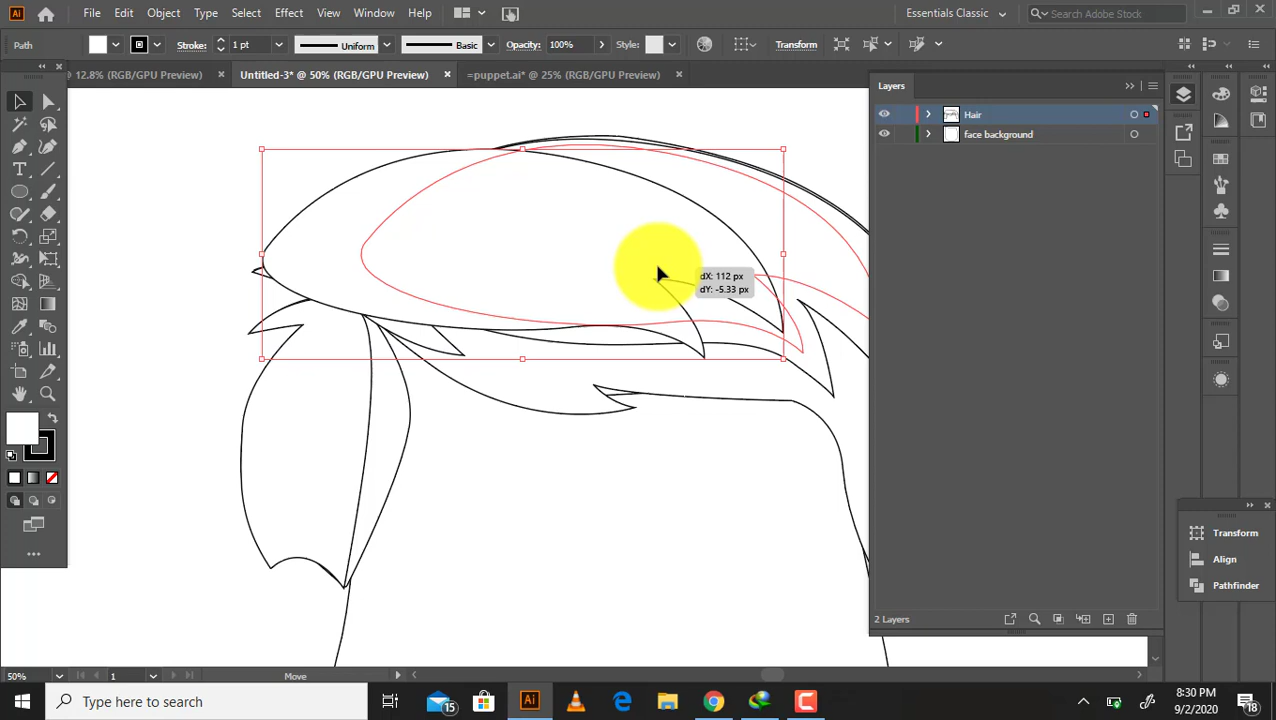 Ai File Edit Object Type Select Effect View Window Help Essentials Classic Search Adobe Stock
Path Stroke: 1 pt Uniform Basic Opacity: 100% Style: Transform
@ 12.8% (RGB/GPU Preview) × Untitled-3* @ 50% (RGB/GPU Preview) × =puppet.ai* @ 25% (RGB/GPU Preview) ×
Layers
Hair
face background
dX: 112 px
dY: -5.33 px
Transform
Align
Pathfinder
2 Layers
50% 1 Move
Type here to search 15 Ai 8:30 PM
9/2/2020 18